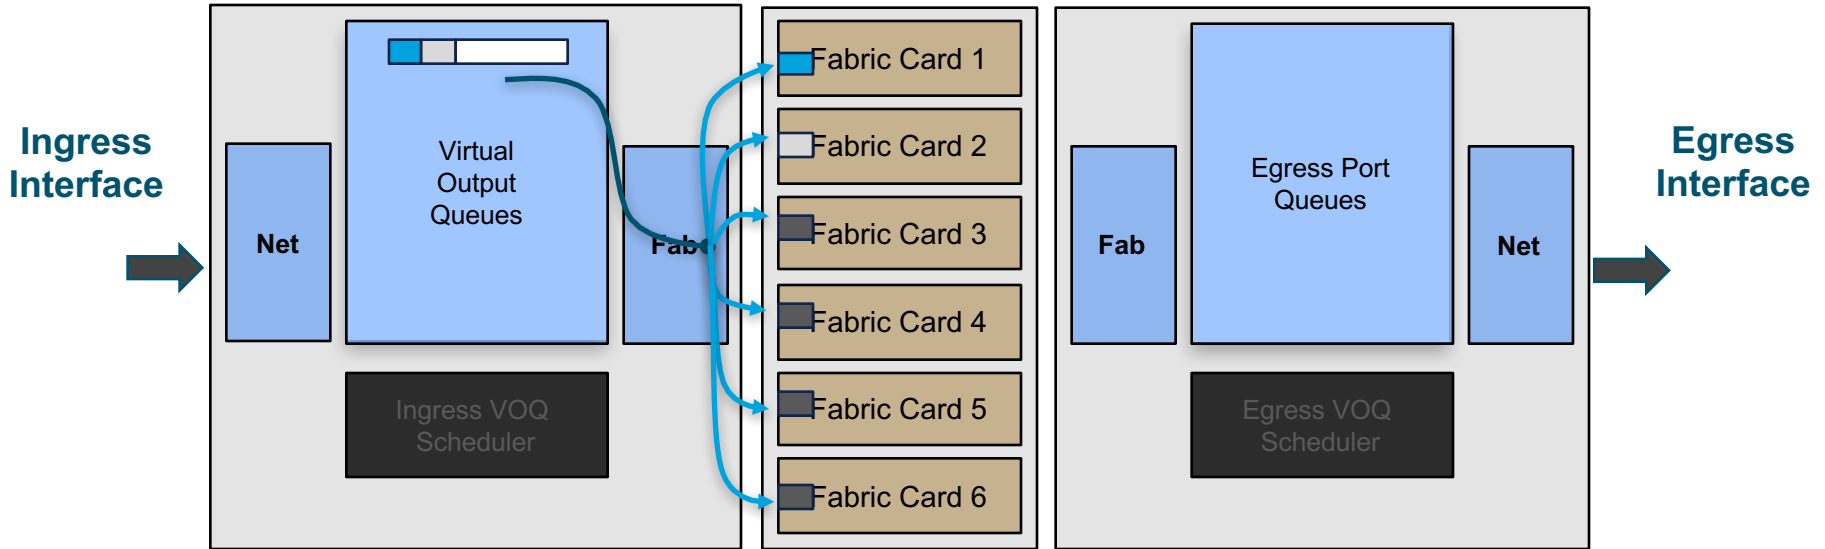 Ingress
Interface
Net
Virtual
Output
Queues
Fab
Ingress VOQ
Scheduler
Fabric Card 1
Fabric Card 2
Fabric Card 3
Fabric Card 4
Fabric Card 5
Fabric Card 6
Fab
Egress Port
Queues
Net
Egress VOQ
Scheduler
Egress
Interface